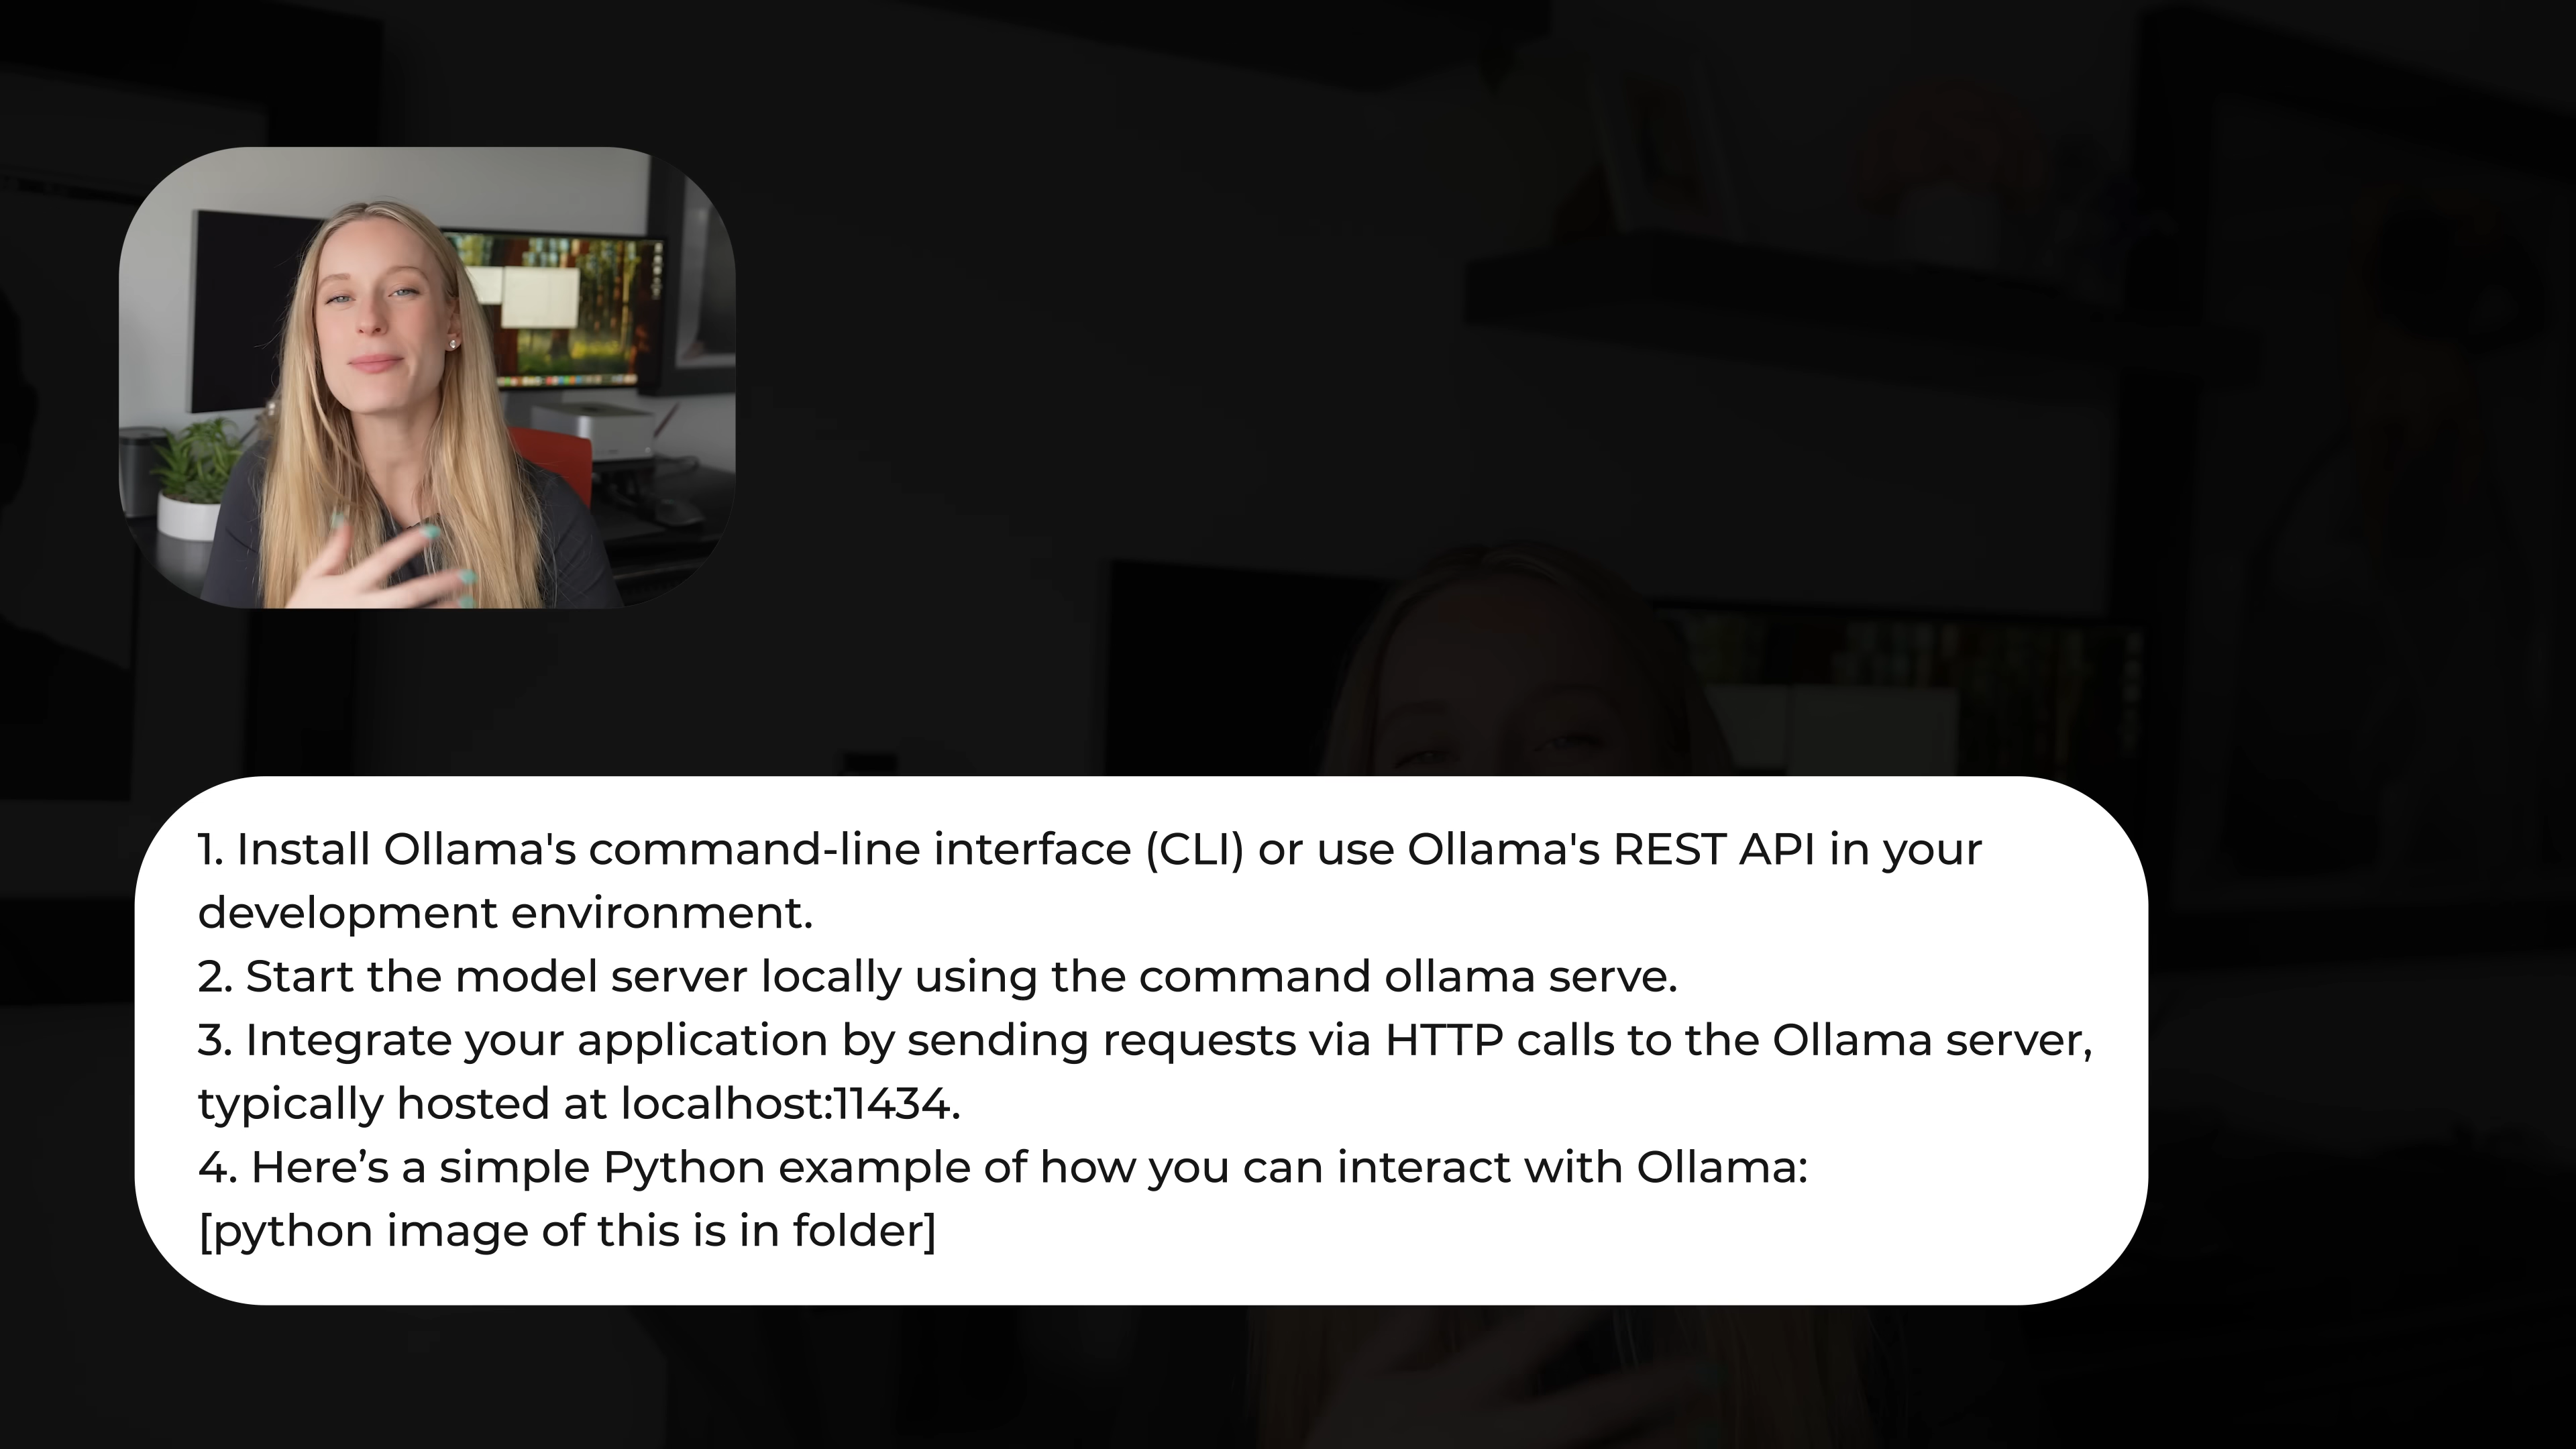 1. Install Ollama's command-line interface (CLI) or use Ollama's REST API in your
development environment.
2. Start the model server locally using the command ollama serve.
3. Integrate your application by sending requests via HTTP calls to the Ollama server,
typically hosted at localhost:11434.
4. Here’s a simple Python example of how you can interact with Ollama:
[python image of this is in folder]